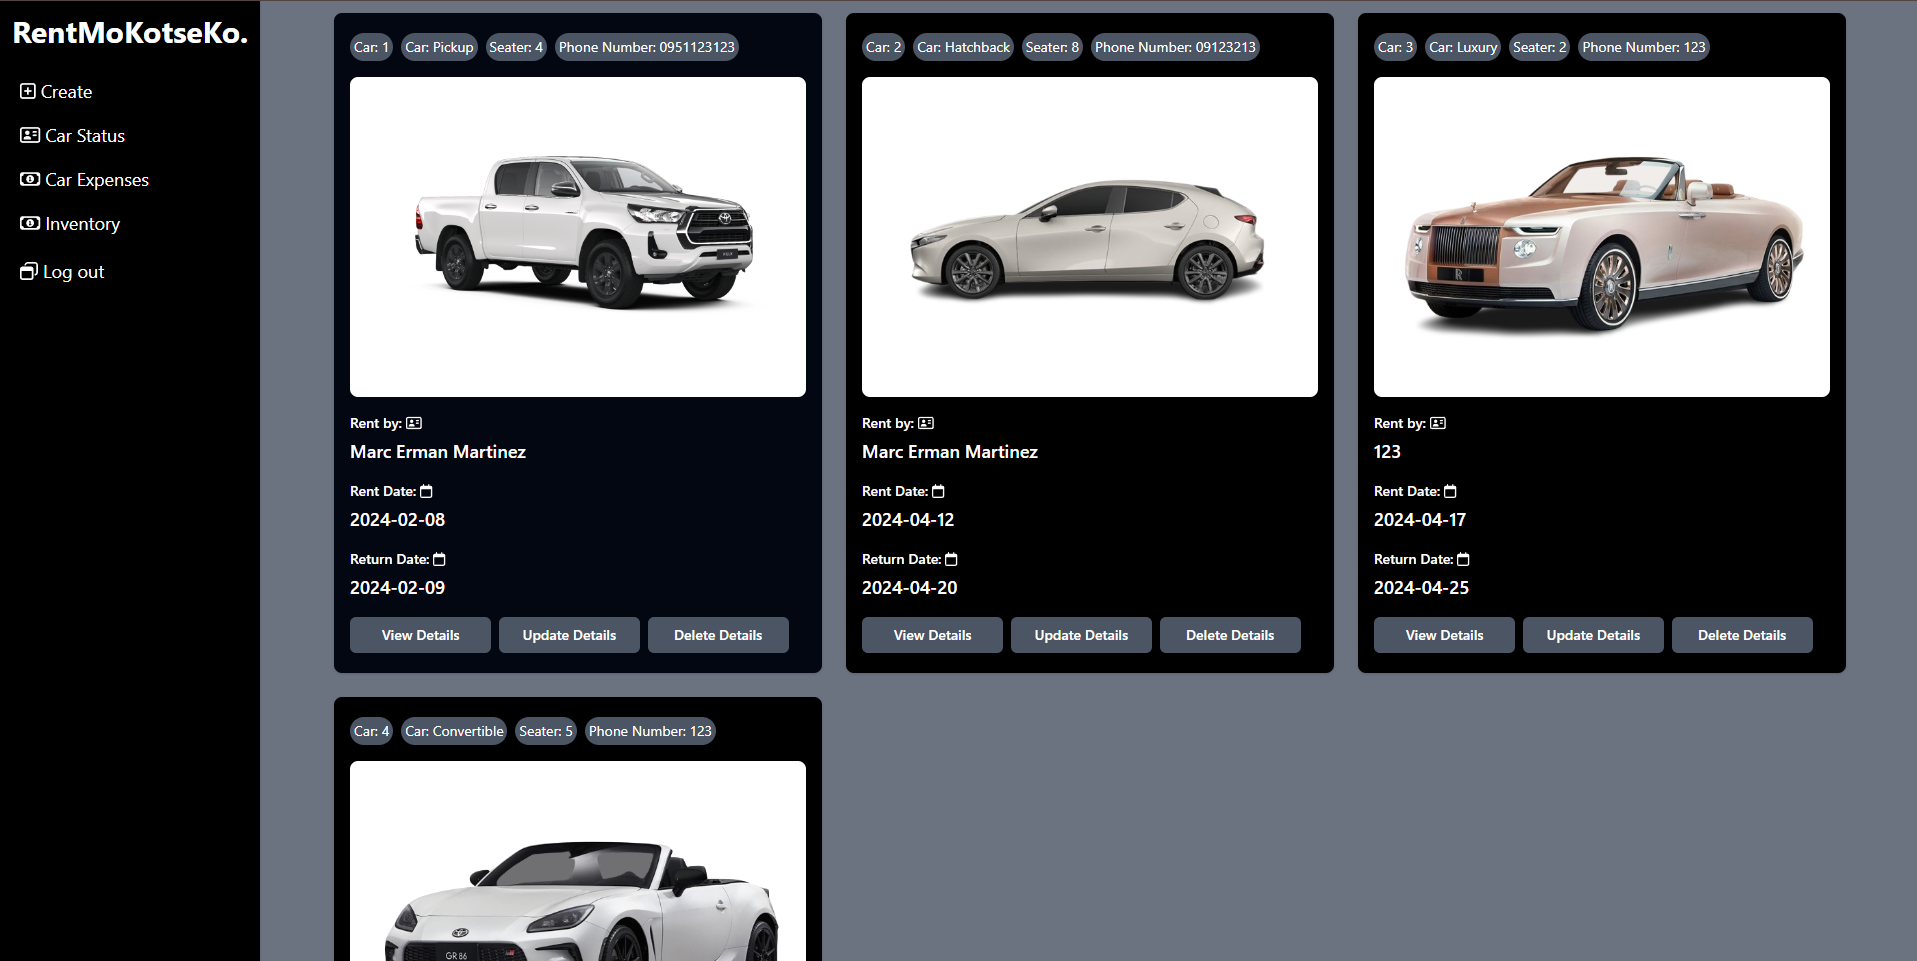 RentMoKotseKo.
Create
Car Status
Car Expenses
Inventory
Log out
Car: 1 Car: Pickup Seater: 4 Phone Number: 0951123123
Rent by:
Marc Erman Martinez
Rent Date:
2024-02-08
Return Date:
2024-02-09
View Details Update Details Delete Details
Car: 2 Car: Hatchback Seater: 8 Phone Number: 09123213
Rent by:
Marc Erman Martinez
Rent Date:
2024-04-12
Return Date:
2024-04-20
View Details Update Details Delete Details
Car: 3 Car: Luxury Seater: 2 Phone Number: 123
R
Rent by:
123
Rent Date:
2024-04-17
Return Date:
2024-04-25
View Details Update Details Delete Details
Car: 4 Car: Convertible Seater: 5 Phone Number: 123
GR 86